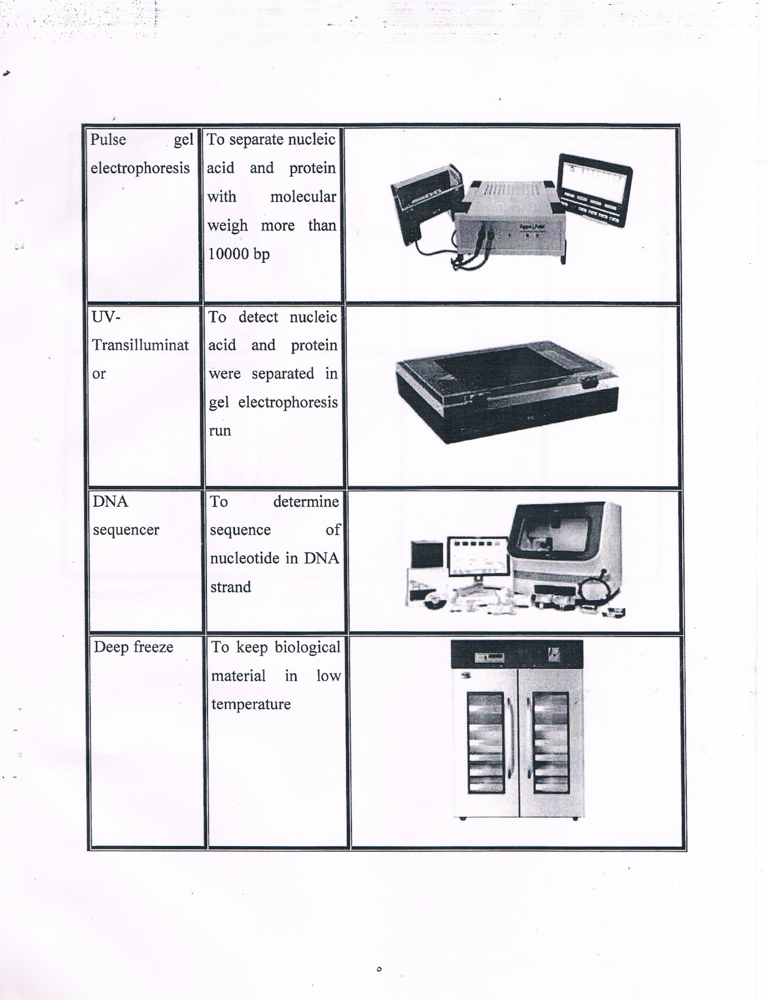 Pulse gel
electrophoresis
To separate nucleic
acid and protein
with molecular
weigh more than
10000 bp
UV-
Transilluminat
or
To detect nucleic
acid and protein
were separated in
gel electrophoresis
run
DNA
sequencer
To determine
sequence of
nucleotide in DNA
strand
Deep freeze
To keep biological
material in low
temperature